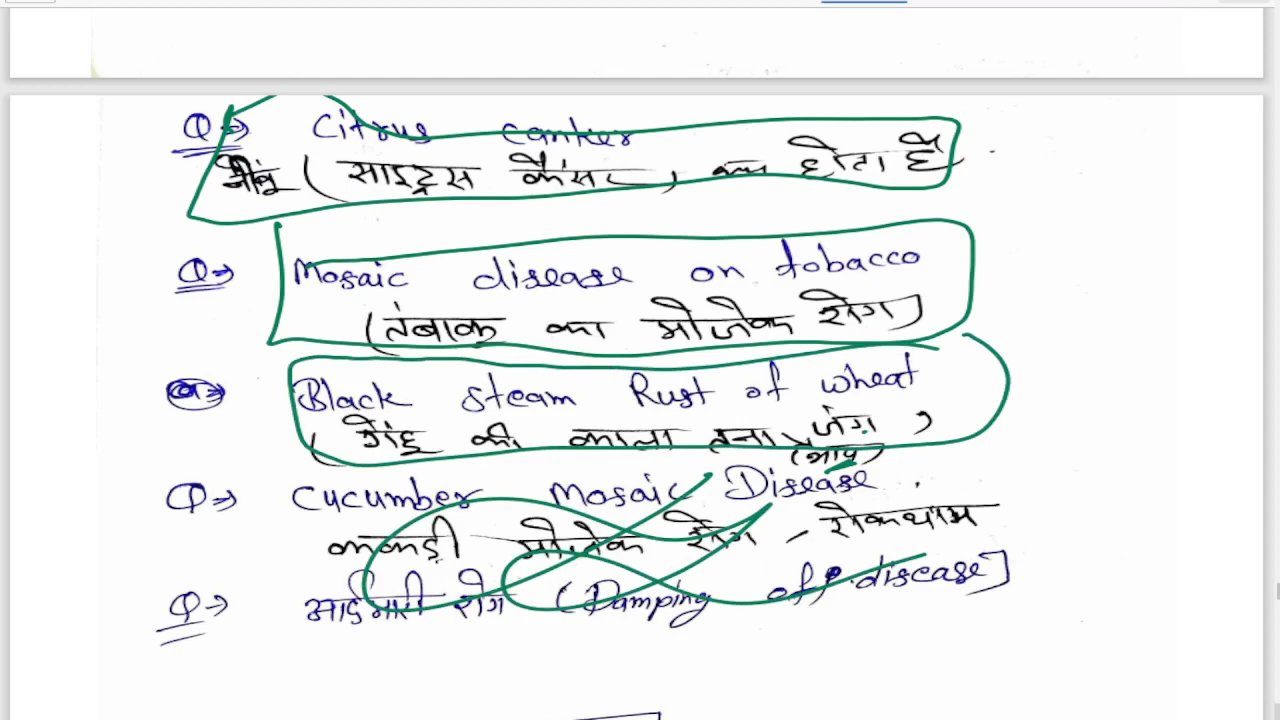 Q→ Citrus canker
नींबू ( साइट्रस कैंसर ) क्या होता है
Q→ Mosaic disease on tobacco
(तंबाकू का मोजेक रोग)
Black Steam Rust of wheat
( गेंहू की काला तना जंग )
Q→ Cucumber Mosaic Disease
ककड़ी मोजेक रोग - रोकथाम
Q→ आर्द्रगारी रोग (Damping off disease]